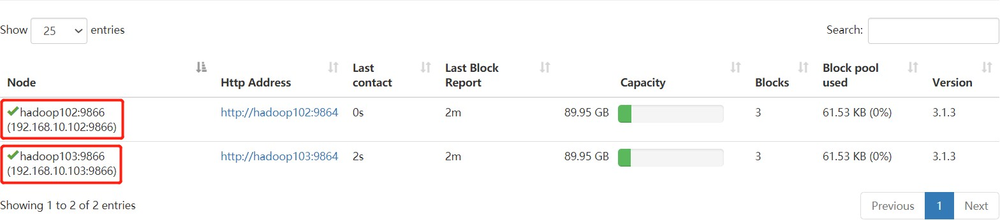 Show 25 entries Search:
Node Http Address Last contact Last Block Report Capacity Blocks Block pool used Version
hadoop102:9866 http://hadoop102:9864 0s 2m 89.95 GB 3 61.53 KB (0%) 3.1.3
(192.168.10.102:9866)
hadoop103:9866 http://hadoop103:9864 2s 2m 89.95 GB 3 61.53 KB (0%) 3.1.3
(192.168.10.103:9866)
Showing 1 to 2 of 2 entries Previous 1 Next